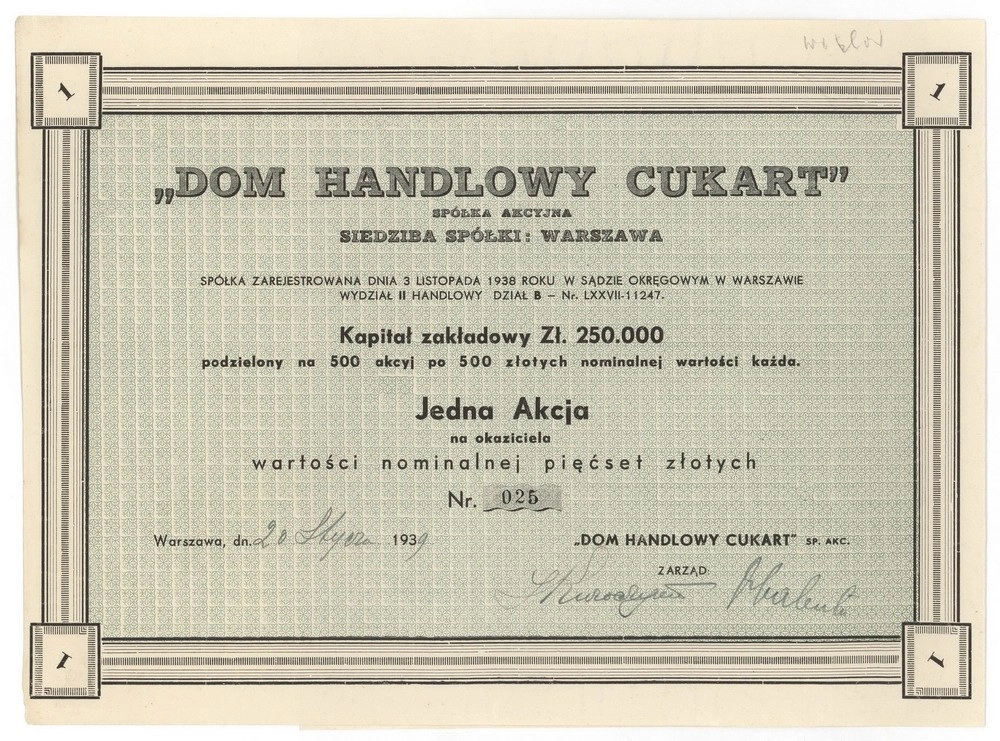 1 1
„DOM HANDLOWY CUKART”
SPÓŁKA AKCYJNA
SIEDZIBA SPÓŁKI: WARSZAWA
SPÓŁKA ZAREJESTROWANA DNIA 3 LISTOPADA 1938 ROKU W SĄDZIE OKRĘGOWYM W WARSZAWIE
WYDZIAŁ II HANDLOWY DZIAŁ B – Nr. LXXVII-11247.
Kapitał zakładowy Zł. 250.000
podzielony na 500 akcyj po 500 złotych nominalnej wartości każda.
Jedna Akcja
na okaziciela
wartości nominalnej pięćset złotych
Nr. 025
Warszawa, dn. 20 Stycznia 1939
„DOM HANDLOWY CUKART” SP. AKC.
ZARZĄD:
1 1